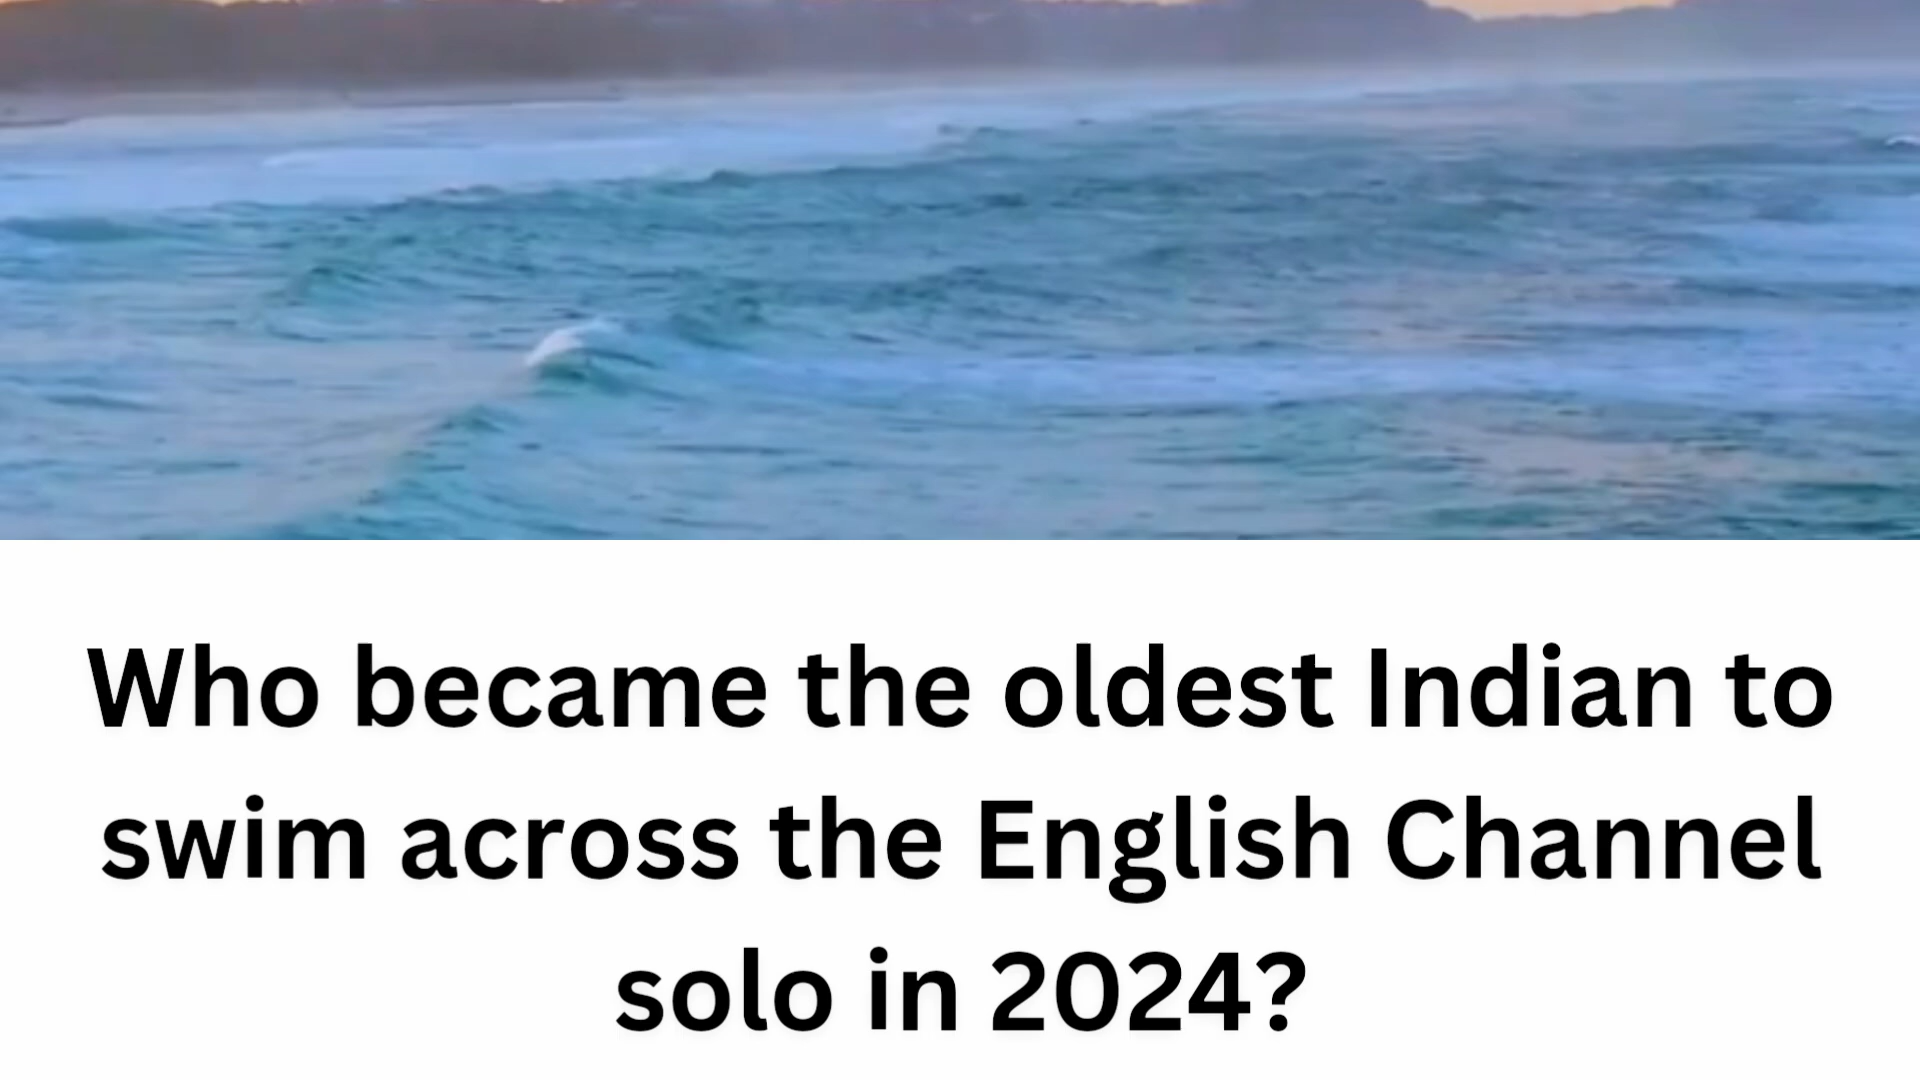 Who became the oldest Indian to
swim across the English Channel
solo in 2024?